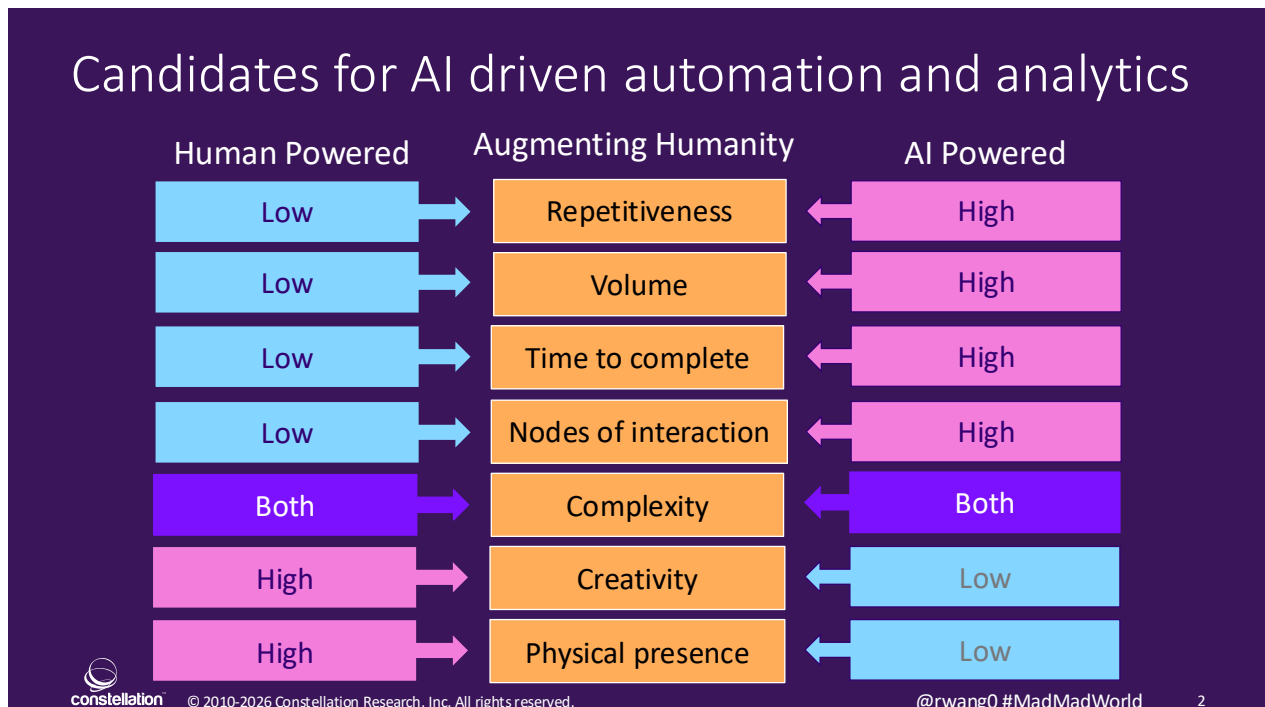 Candidates for AI driven automation and analytics
Human Powered Augmenting Humanity AI Powered
Low Repetitiveness High
Low Volume High
Low Time to complete High
Low Nodes of interaction High
Both Complexity Both
High Creativity Low
High Physical presence Low
constellation © 2010-2026 Constellation Research, Inc. All rights reserved. @rwang0 #MadMadWorld 2